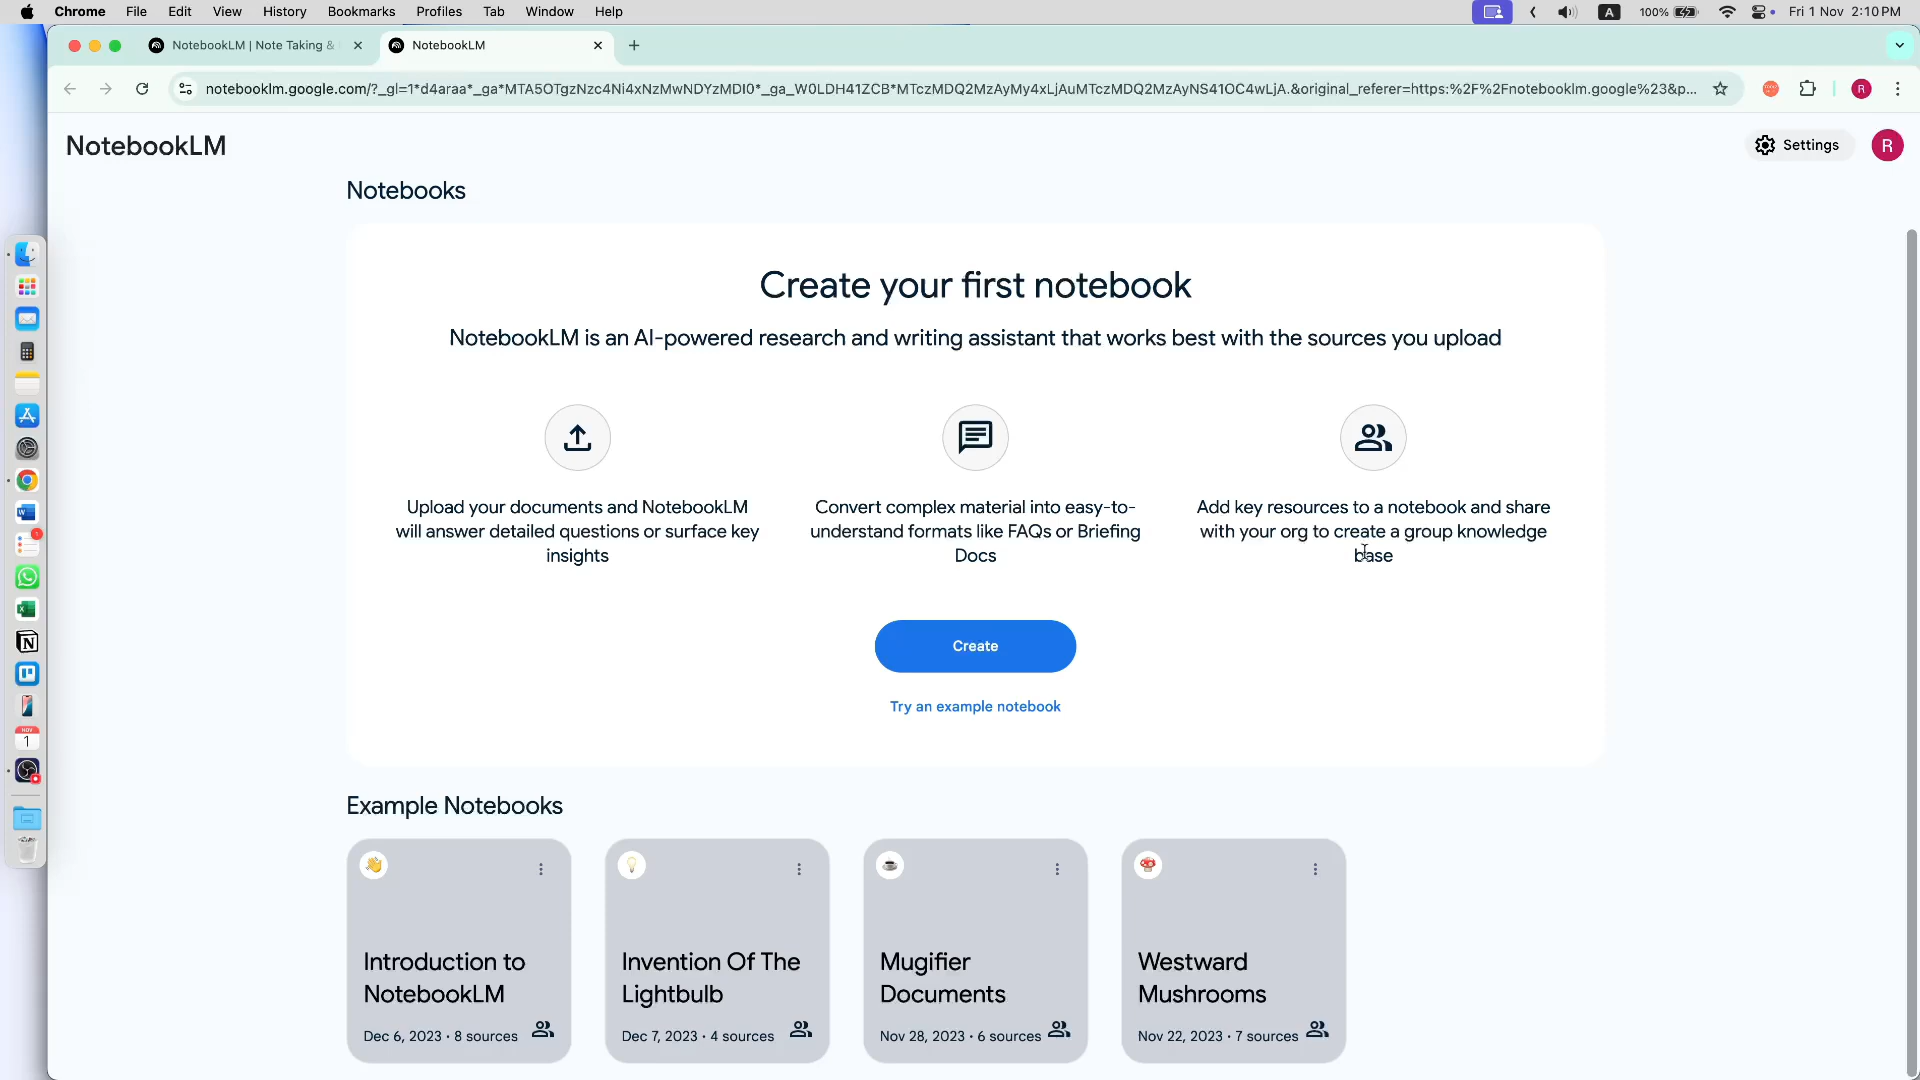 Chrome File Edit View History Bookmarks Profiles Tab Window Help
A 100% Fri 1 Nov 2:10 PM
NotebookLM | Note Taking &
NotebookLM
notebooklm.google.com/?_gl=1*d4araa*_ga*MTA5OTgzNzc4Ni4xNzMwNDYzMDI0*_ga_W0LDH41ZCB*MTczMDQ2MzAyMy4xLjAuMTczMDQ2MzAyNS41OC4wLjA.&original_referer=https:%2F%2Fnotebooklm.google%23&p...
R
NotebookLM
Settings
R
Notebooks
Create your first notebook
NotebookLM is an AI-powered research and writing assistant that works best with the sources you upload
Upload your documents and NotebookLM
will answer detailed questions or surface key
insights
Convert complex material into easy-to-
understand formats like FAQs or Briefing
Docs
Add key resources to a notebook and share
with your org to create a group knowledge
base
Create
Try an example notebook
Example Notebooks
Introduction to
NotebookLM
Dec 6, 2023 • 8 sources
Invention Of The
Lightbulb
Dec 7, 2023 • 4 sources
Mugifier
Documents
Nov 28, 2023 • 6 sources
Westward
Mushrooms
Nov 22, 2023 • 7 sources
NOV
1